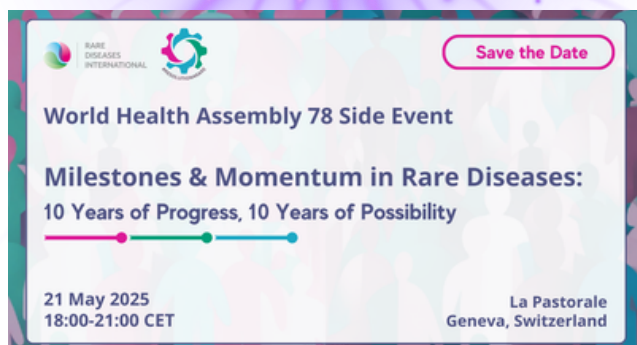 RARE
DISEASES
INTERNATIONAL
Save the Date
World Health Assembly 78 Side Event
Milestones & Momentum in Rare Diseases:
10 Years of Progress, 10 Years of Possibility
21 May 2025
18:00-21:00 CET
La Pastorale
Geneva, Switzerland